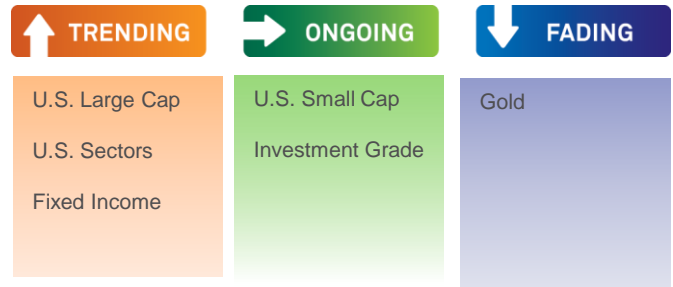 TRENDING
U.S. Large Cap
U.S. Sectors
Fixed Income
ONGOING
U.S. Small Cap
Investment Grade
FADING
Gold